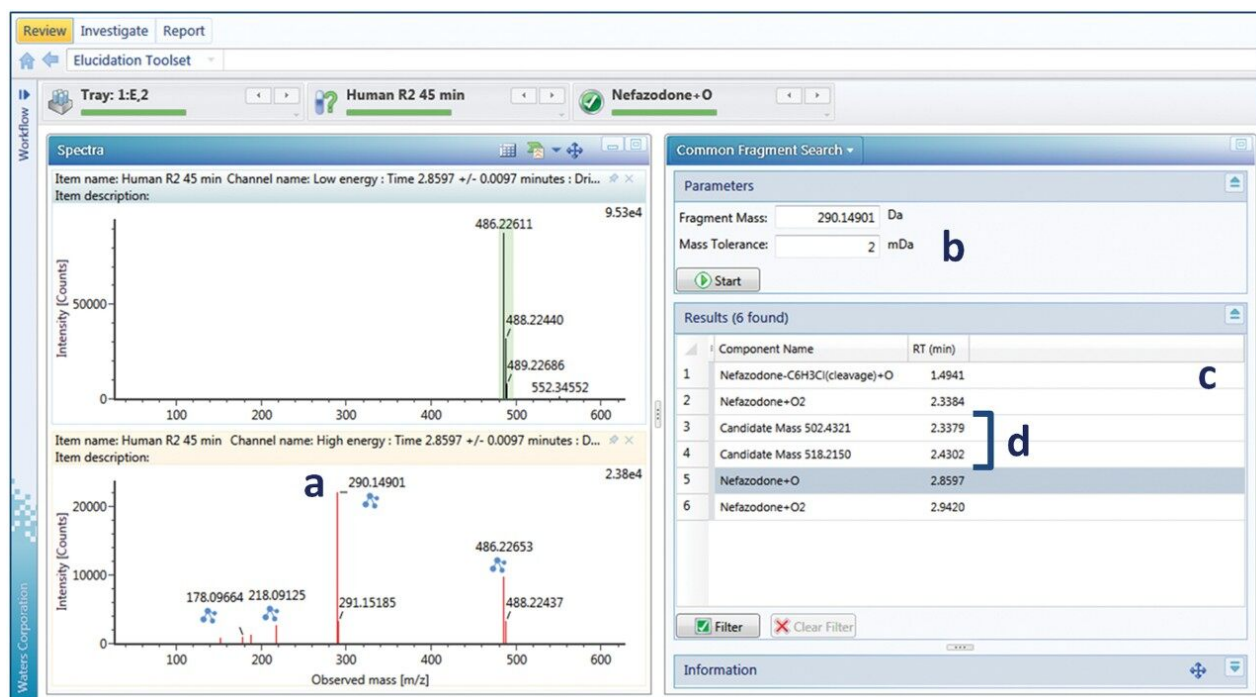 Review Investigate Report
Elucidation Toolset
Tray: 1:E,2
Human R2 45 min
Nefazodone+O
Workflow
Waters Corporation
Spectra
Item name: Human R2 45 min Channel name: Low energy : Time 2.8597 +/- 0.0097 minutes : Dri...
Item description:
9.53e4
486.22611
488.22440
489.22686
552.34552
Intensity [Counts]
50000
0
100 200 300 400 500 600
Item name: Human R2 45 min Channel name: High energy : Time 2.8597 +/- 0.0097 minutes : D...
Item description:
2.38e4
a
290.14901
486.22653
178.09664
218.09125
291.15185
488.22437
Intensity [Counts]
20000
10000
0
100 200 300 400 500 600
Observed mass [m/z]
Common Fragment Search
Parameters
Fragment Mass: 290.14901 Da
Mass Tolerance: 2 mDa
b
Start
Results (6 found)
Component Name RT (min)
1 Nefazodone-C6H3Cl(cleavage)+O 1.4941
c
2 Nefazodone+O2 2.3384
3 Candidate Mass 502.4321 2.3379
d
4 Candidate Mass 518.2150 2.4302
5 Nefazodone+O 2.8597
6 Nefazodone+O2 2.9420
Filter Clear Filter
Information